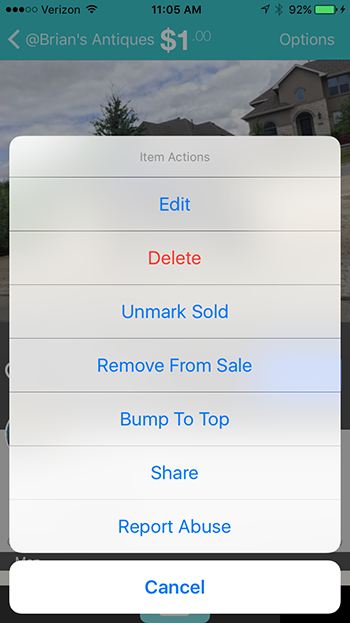 Verizon 11:05 AM 92%
@Brian's Antiques $1.00 Options
Item Actions
Edit
Delete
Unmark Sold
Remove From Sale
Bump To Top
Share
Report Abuse
Cancel